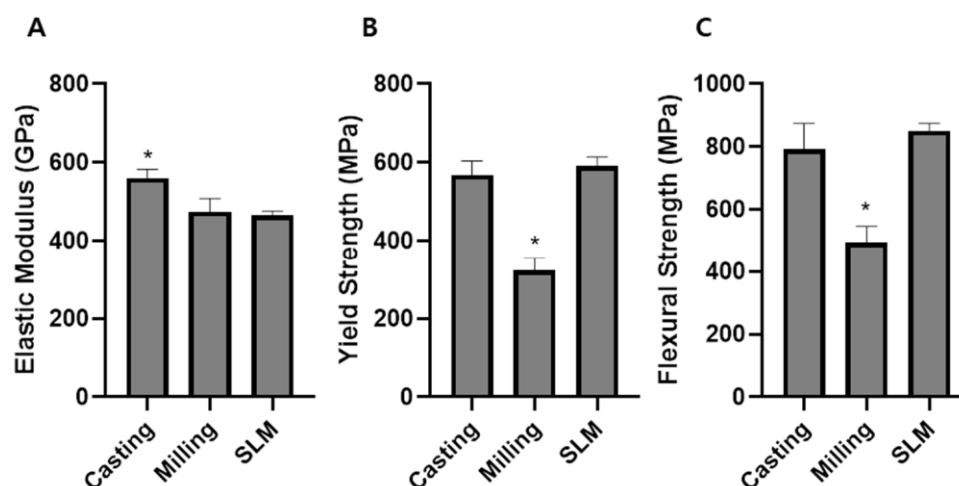 A
Elastic Modulus (GPa)
800
600
400
200
0
*
Casting
Milling
SLM
B
Yield Strength (MPa)
800
600
400
200
0
*
Casting
Milling
SLM
C
Flexural Strength (MPa)
1000
800
600
400
200
0
*
Casting
Milling
SLM